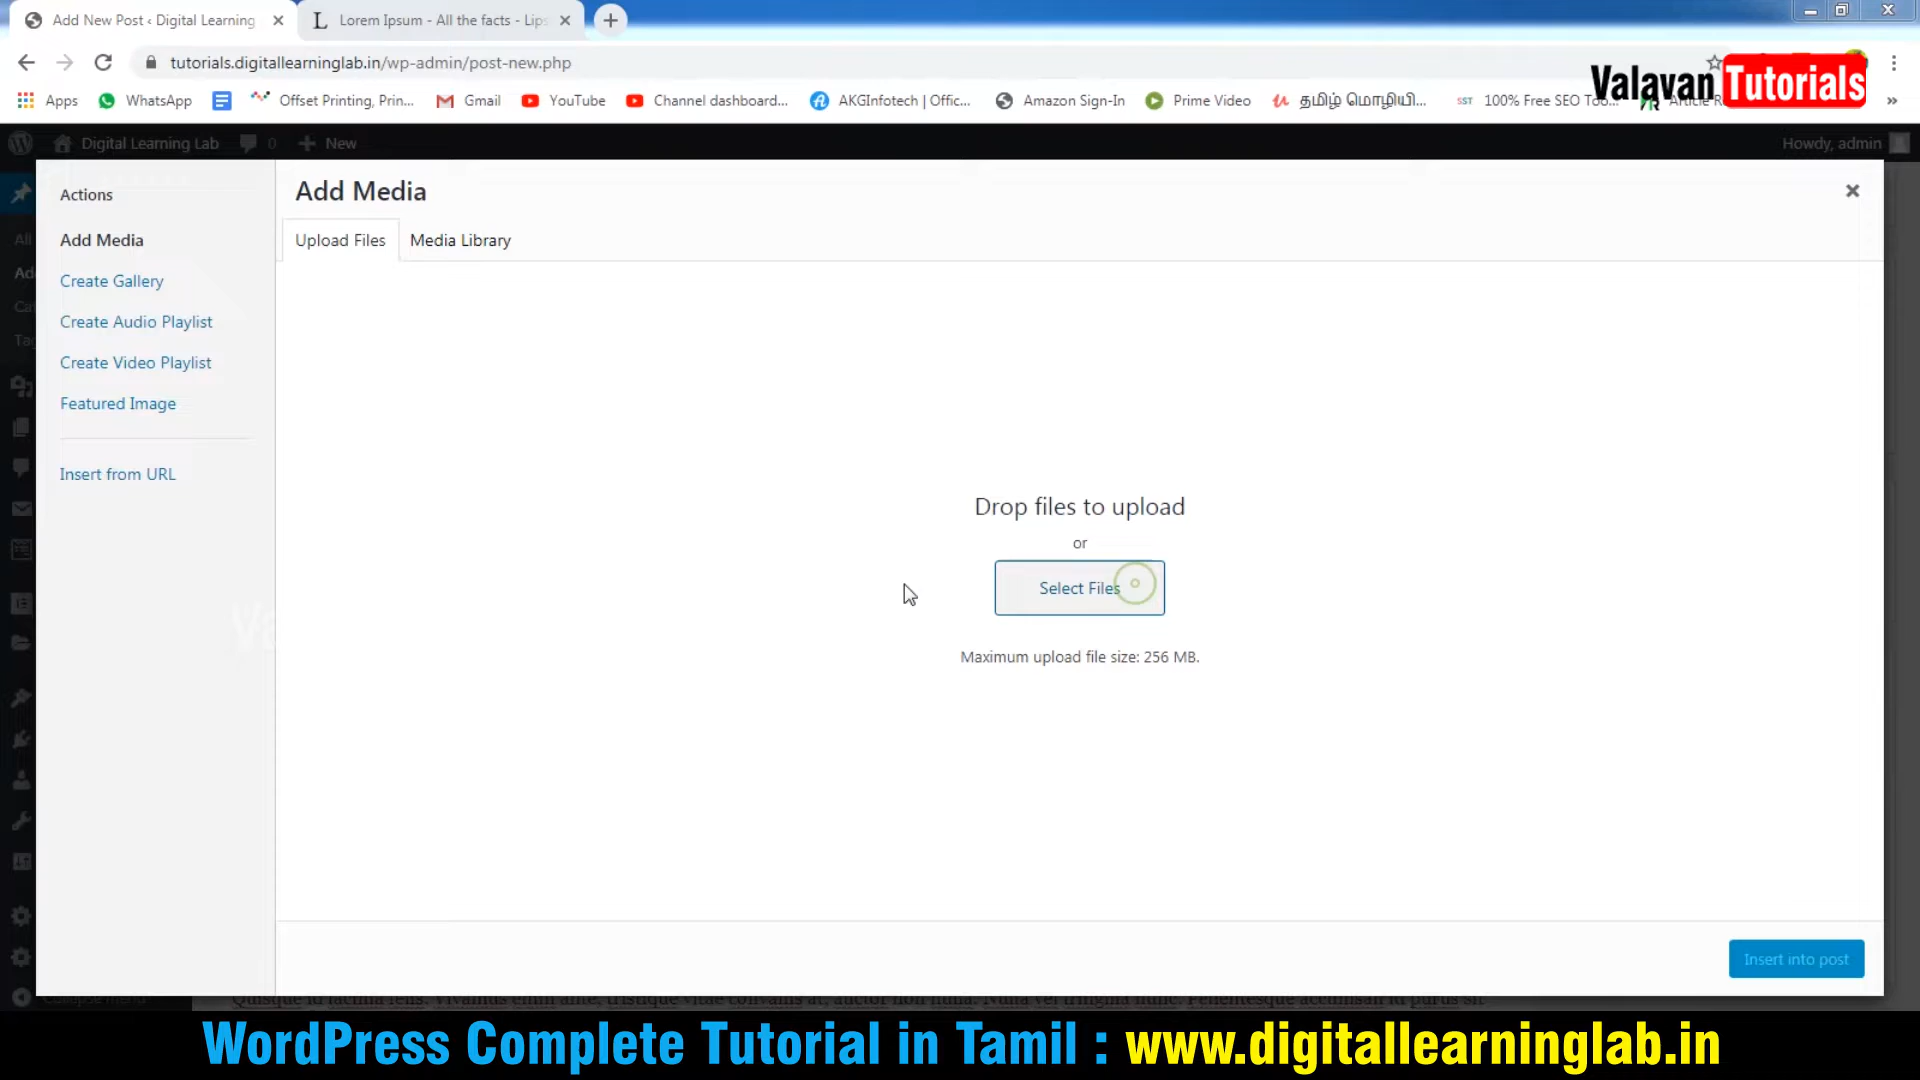 Add New Post ‹ Digital Learning
Lorem Ipsum - All the facts - Lips
tutorials.digitallearninglab.in/wp-admin/post-new.php
Valavan Tutorials
Apps
WhatsApp
Offset Printing, Prin...
Gmail
YouTube
Channel dashboard...
AKGInfotech | Offic...
Amazon Sign-In
Prime Video
தமிழ் மொழியி...
SST 100% Free SEO Too...
»
Digital Learning Lab
0
New
Howdy, admin
Actions
Add Media
Create Gallery
Create Audio Playlist
Create Video Playlist
Featured Image
Insert from URL
Add Media
Upload Files
Media Library
Drop files to upload
or
Select Files
Maximum upload file size: 256 MB.
Insert into post
WordPress Complete Tutorial in Tamil : www.digitallearninglab.in